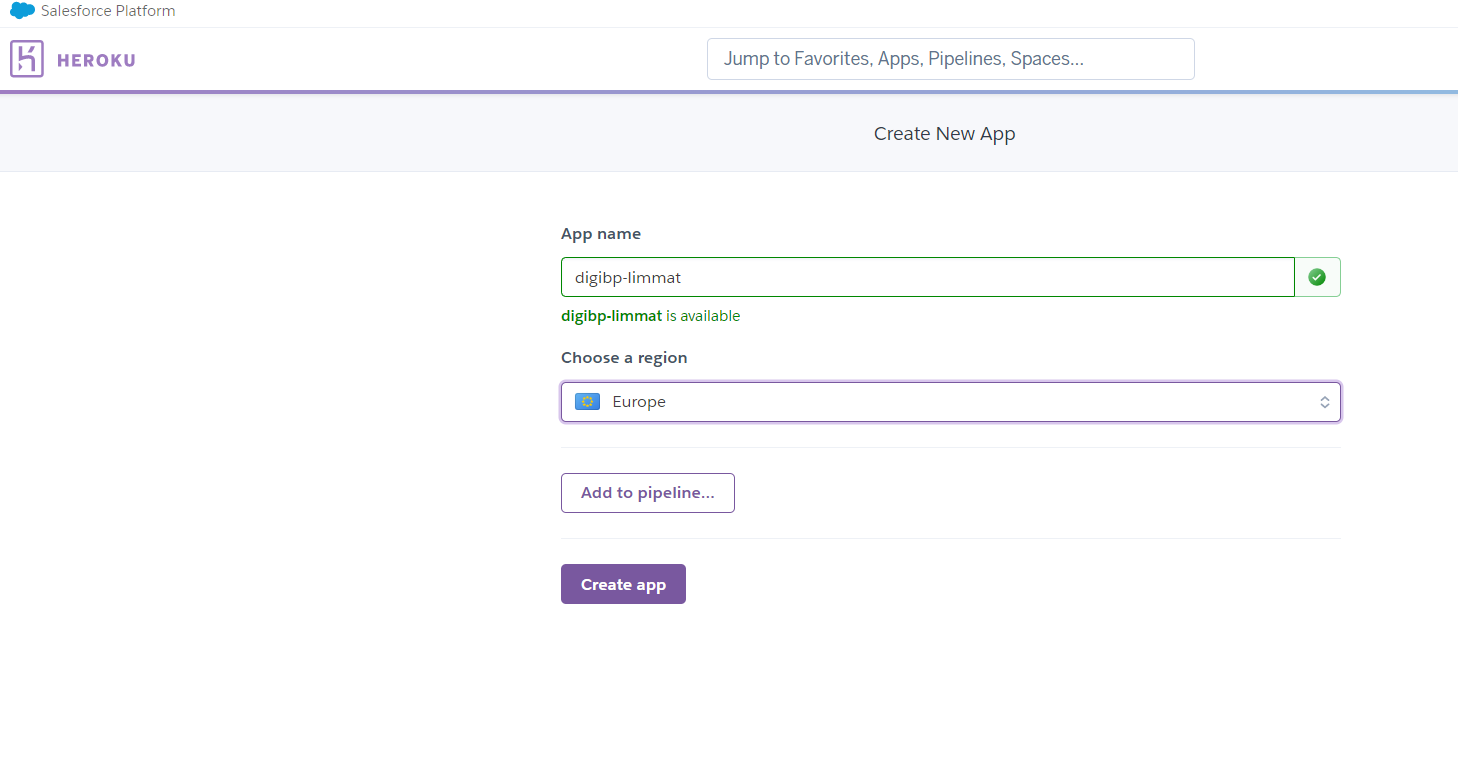 Salesforce Platform
HEROKU
Jump to Favorites, Apps, Pipelines, Spaces...
Create New App
App name
digibp-limmat
digibp-limmat is available
Choose a region
Europe
Add to pipeline...
Create app